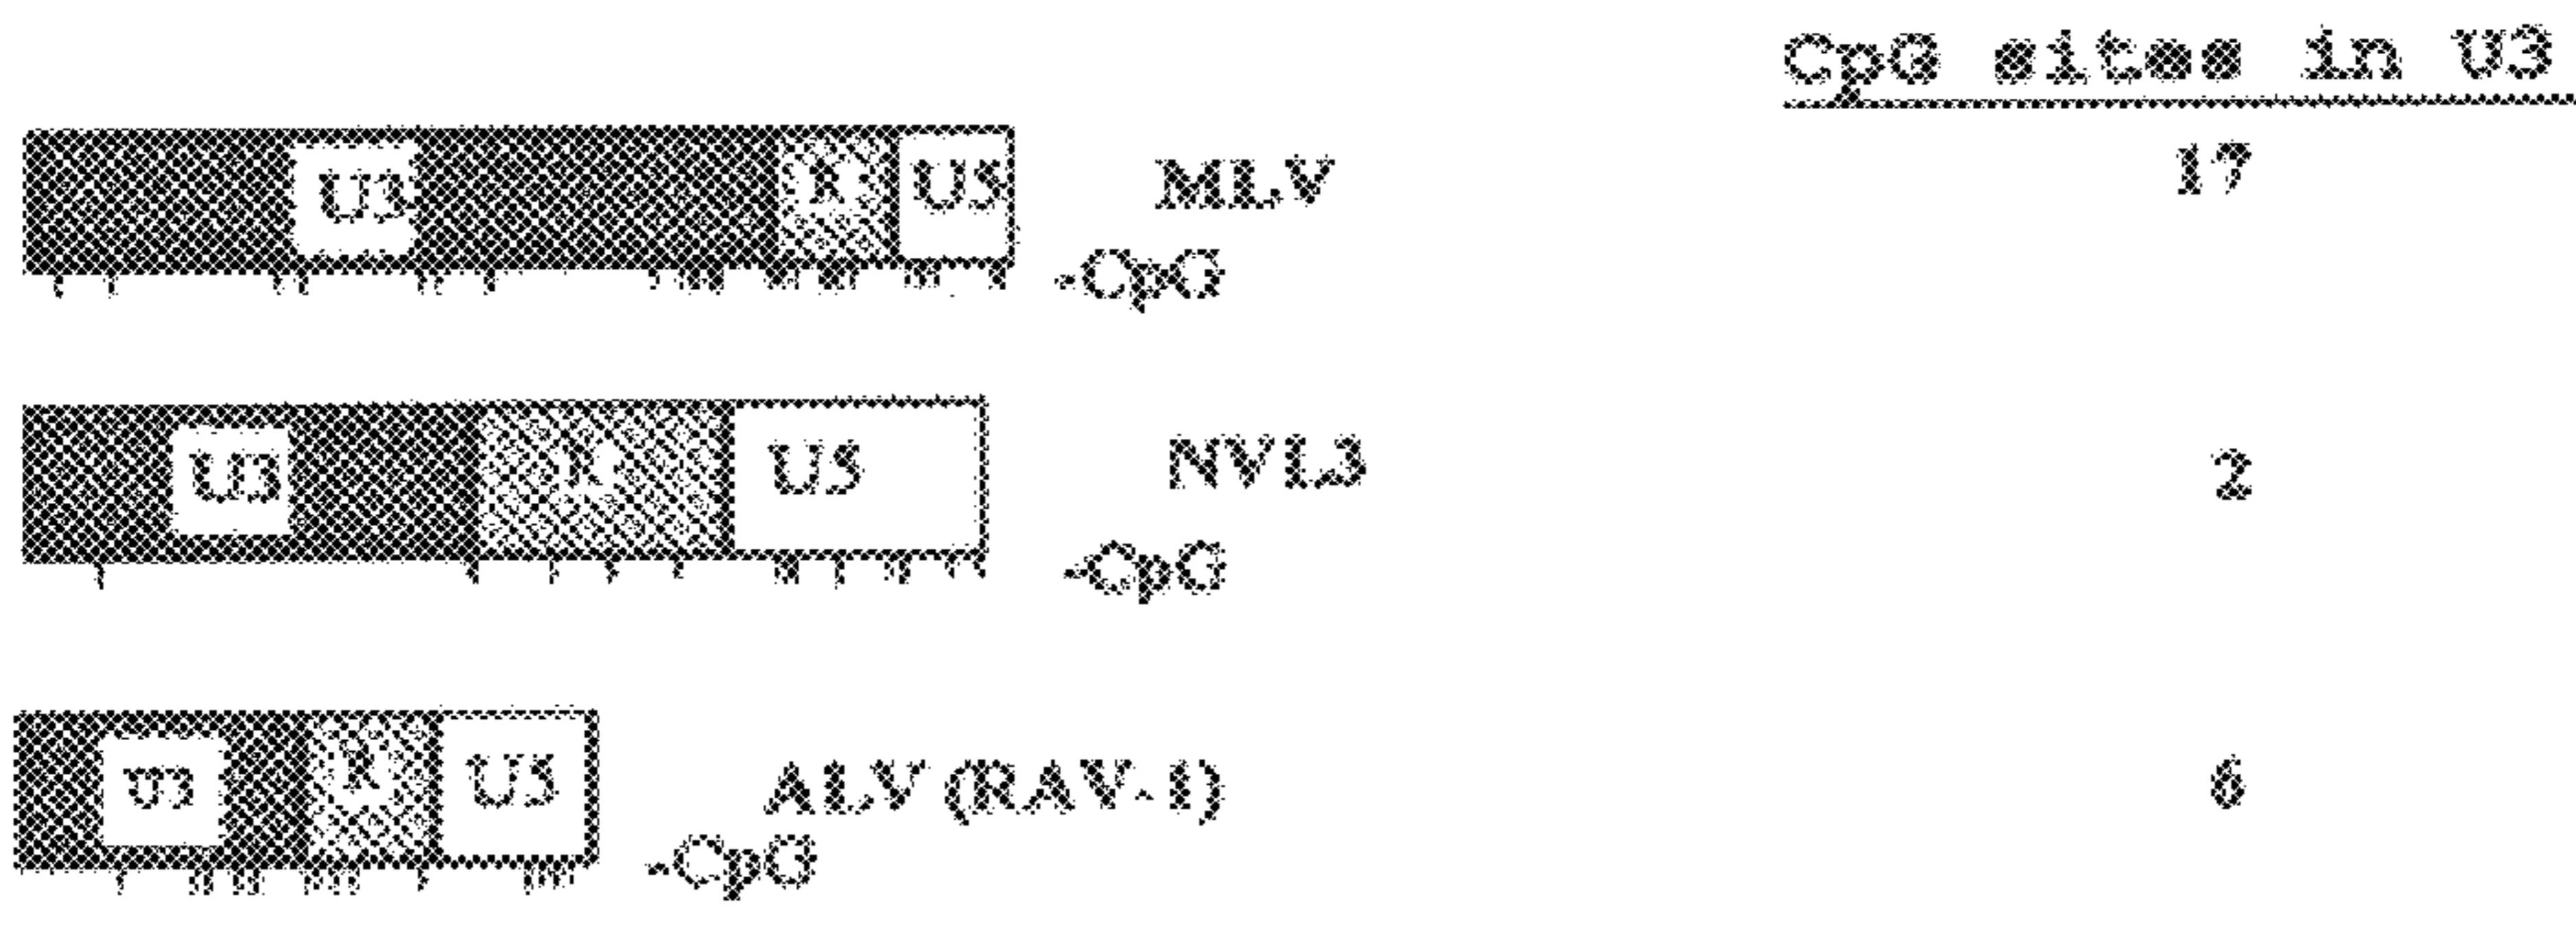 CpG sites in U3
U3 R U5 MLV 17
-CpG
U3 R U5 NVL3 2
-CpG
U3 R U5 ALV (RAV-1) 6
-CpG